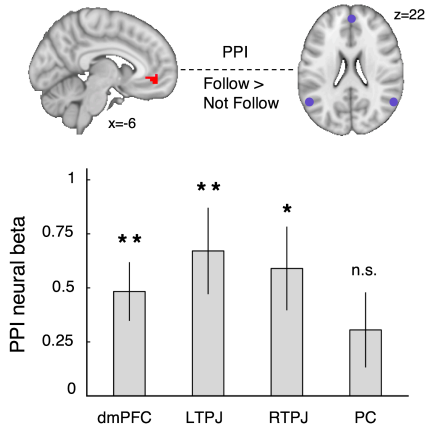 z=22
PPI
Follow >
Not Follow
x=-6
PPI neural beta
1
0.75
0.5
0.25
0
**
**
*
n.s.
dmPFC LTPJ RTPJ PC